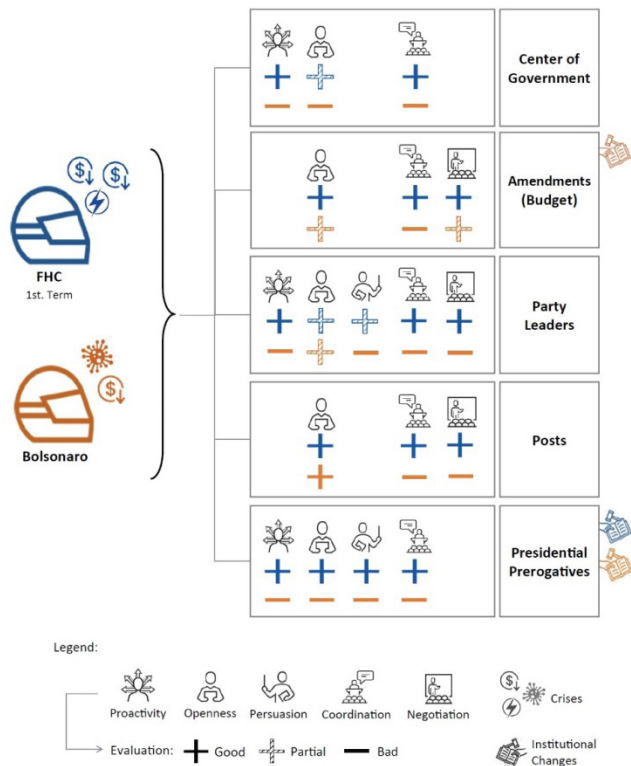 Center of
Government
Amendments
(Budget)
FHC
1st. Term
Party
Leaders
Bolsonaro
Posts
Presidential
Prerogatives
Legend:
Proactivity
Openness
Persuasion
Coordination
Negotiation
Crises
Evaluation:
Good
Partial
Bad
Institutional
Changes